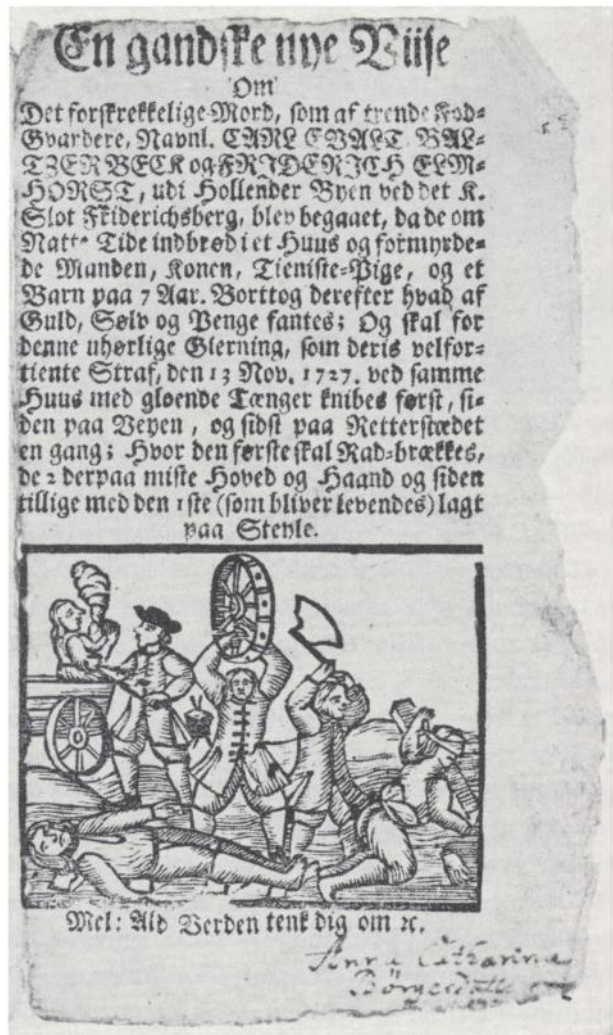 En gandske nye Viise
Om
Det forskrekkelige Mord, som af trende Fod-
Gvardere, Navnl. CARL EVALT, BAL-
TZER BECK og FRIDERICH ELM-
HORST, udi Hollender Byen ved det K.
Slot Friderichsberg, blev begaaet, da de om
Natte Tide indbrød i et Huus og formyrde-
de Manden, Konen, Tieniste-Pige, og et
Barn paa 7 Aar. Borttog derefter hvad af
Guld, Sølv og Penge fantes; Og skal for
denne uhørlige Gierning, som deris velfor-
tiente Straf, den 13 Nov. 1727. ved samme
Huus med gloende Tænger knibes først, si-
den paa Veyen, og sidst paa Retterstædet
en gang; Hvor den første skal Rad-brækkes,
de 2 derpaa miste Hoved og Haand og siden
tillige med den 1ste (som bliver levendes) lagt
paa Steyle.
Mel: Ald Verden tenk dig om ꝛc.
Anna Catharina